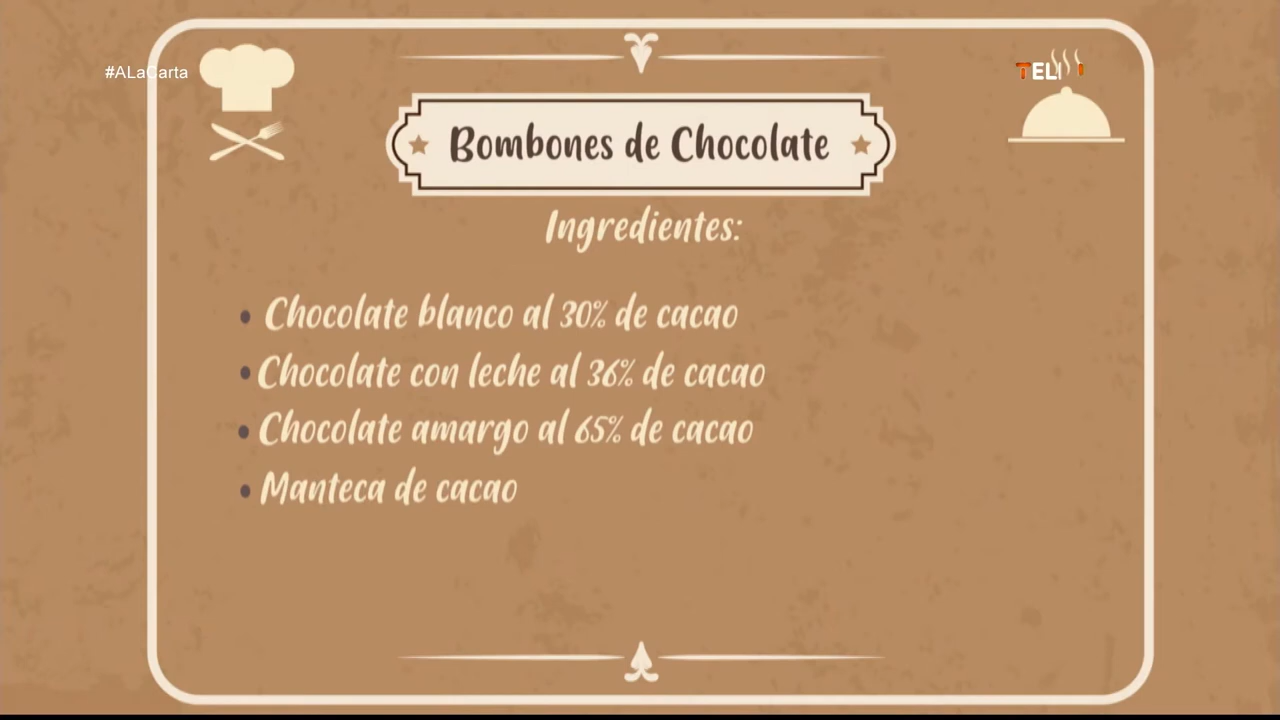 #ALaCarta
Bombones de Chocolate
Ingredientes:
• Chocolate blanco al 30% de cacao
• Chocolate con leche al 36% de cacao
• Chocolate amargo al 65% de cacao
• Manteca de cacao